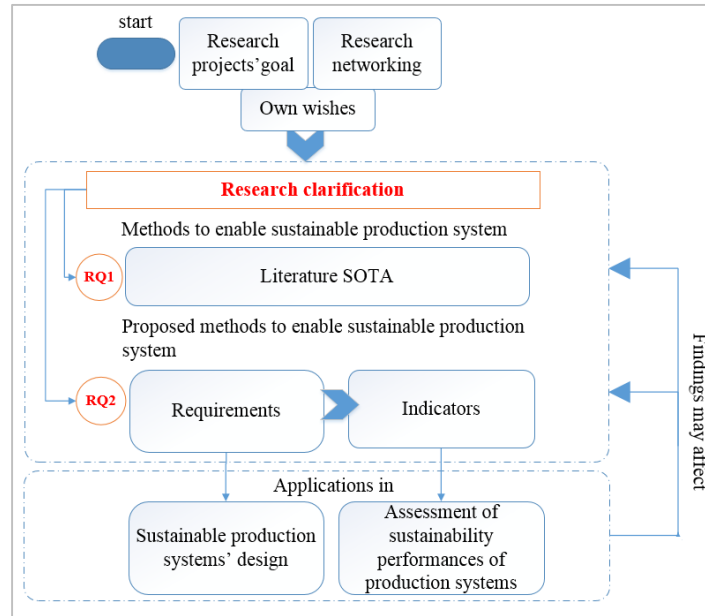 start
Research
projects’goal
Research
networking
Own wishes
Research clarification
Methods to enable sustainable production system
RQ1
Literature SOTA
Proposed methods to enable sustainable production
system
RQ2
Requirements
Indicators
Findings may affect
Applications in
Sustainable production
systems’ design
Assessment of
sustainability
performances of
production systems